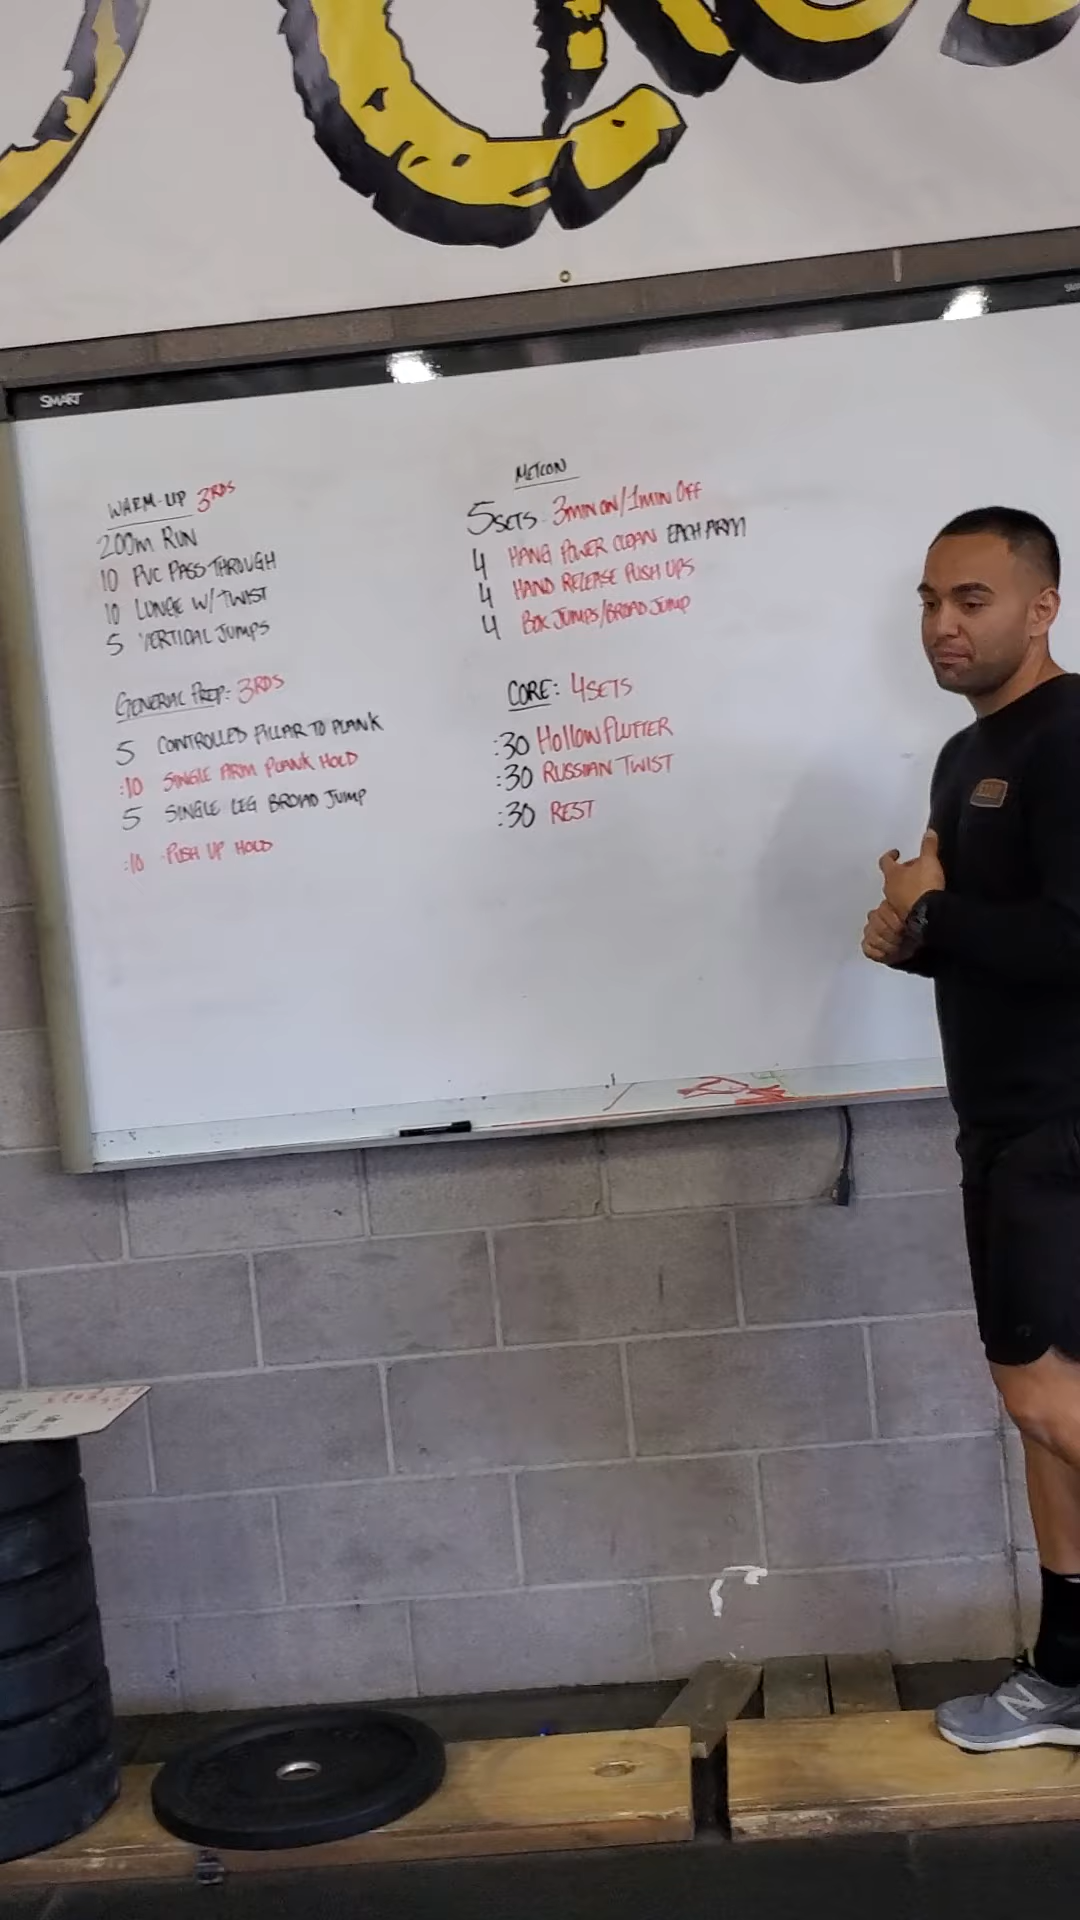 SMART
WARM-UP 3RDS
200M RUN
10 PVC PASS THROUGH
10 LUNGE W/ TWIST
5 VERTICAL JUMPS
GENERAL PREP: 3RDS
5 CONTROLLED PILLAR TO PLANK
:10 SINGLE ARM PLANK HOLD
5 SINGLE LEG BROAD JUMP
:10 PUSH UP HOLD
METCON
5 SETS 3MIN ON/1MIN OFF
4 HANG POWER CLEAN EACH ARM
4 HAND RELEASE PUSH UPS
4 BOX JUMPS/BROAD JUMP
CORE: 4SETS
:30 HOLLOW FLUTTER
:30 RUSSIAN TWIST
:30 REST
N